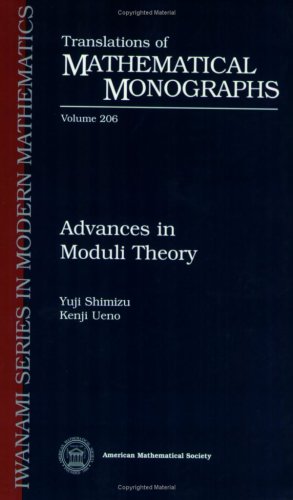 IWANAMI SERIES IN MODERN MATHEMATICS
Translations of
MATHEMATICAL
MONOGRAPHS
Volume 206
Advances in
Moduli Theory
Yuji Shimizu
Kenji Ueno
American Mathematical Society
Copyrighted Material
Copyrighted Material